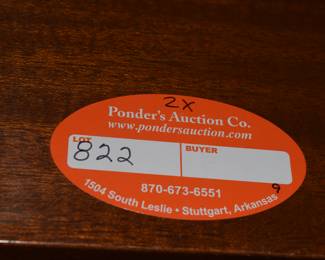 2X
Ponder's Auction Co.
www.pondersauction.com
LOT
BUYER
822
870-673-6551
9
1504 South Leslie • Stuttgart, Arkansas